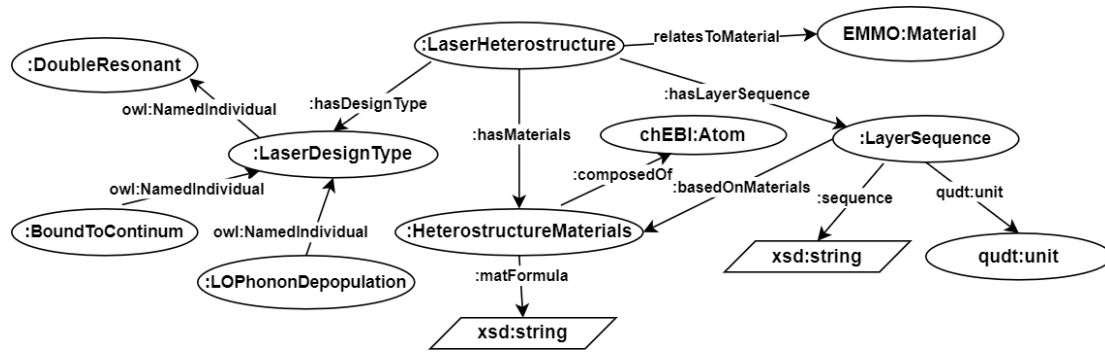 :LaserHeterostructure
relatesToMaterial
EMMO:Material
:DoubleResonant
owl:NamedIndividual
:hasDesignType
:hasLayerSequence
:hasMaterials
chEBI:Atom
:LayerSequence
:LaserDesignType
owl:NamedIndividual
:composedOf
:basedOnMaterials
:sequence
qudt:unit
:BoundToContinum
owl:NamedIndividual
:HeterostructureMaterials
xsd:string
qudt:unit
:LOPhononDepopulation
:matFormula
xsd:string